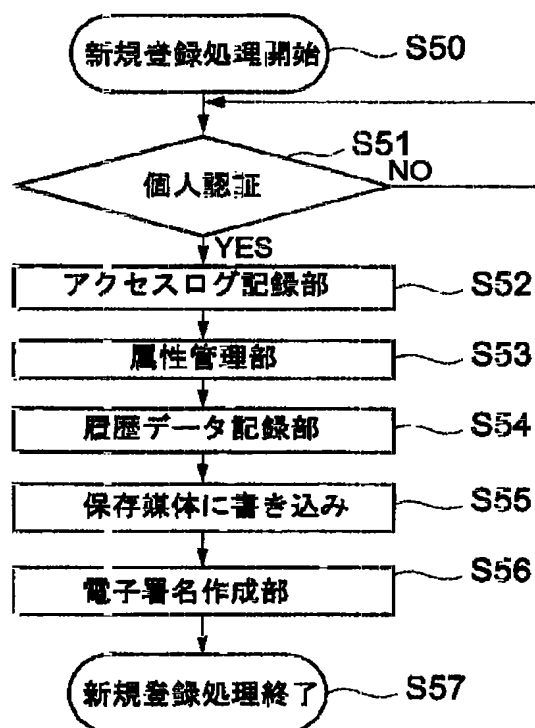 新規登録処理開始 S50
S51
個人認証 NO
YES
アクセスログ記録部 S52
属性管理部 S53
履歴データ記録部 S54
保存媒体に書き込み S55
電子署名作成部 S56
新規登録処理終了 S57